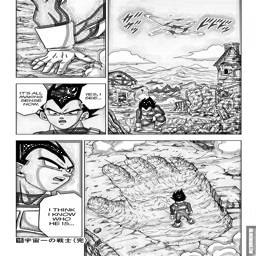 YES, I
SEE...
IT'S ALL
MAKING
SENSE
NOW.
I THINK
I KNOW
WHO
HE IS...
宇宙一の戦士(完